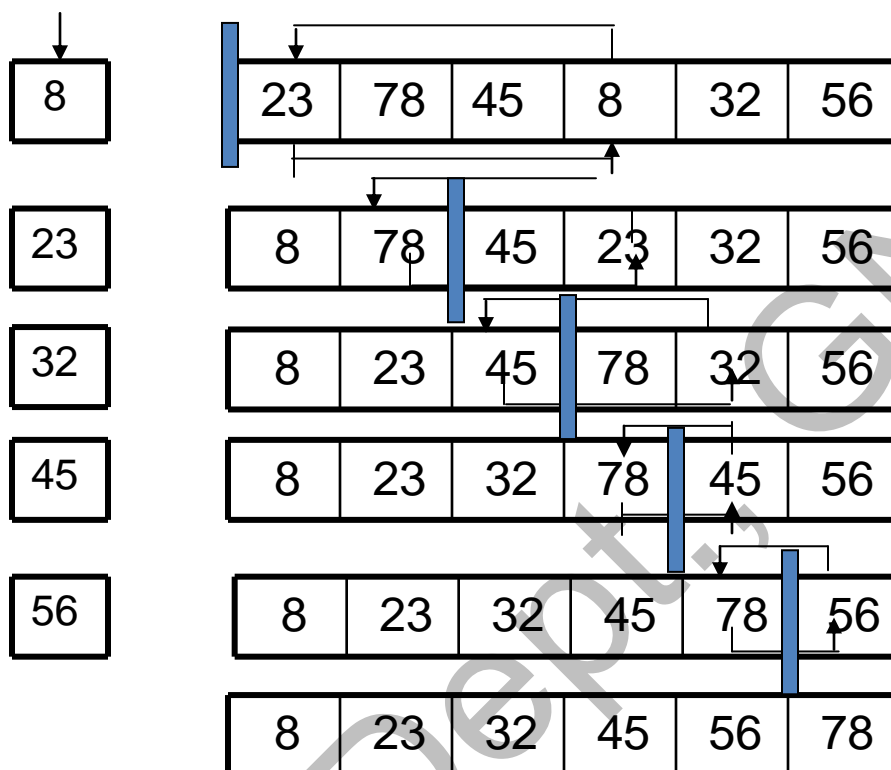 8 23 78 45 8 32 56
23 8 78 45 23 32 56
32 8 23 45 78 32 56
45 8 23 32 78 45 56
56 8 23 32 45 78 56
8 23 32 45 56 78
Dept., GM